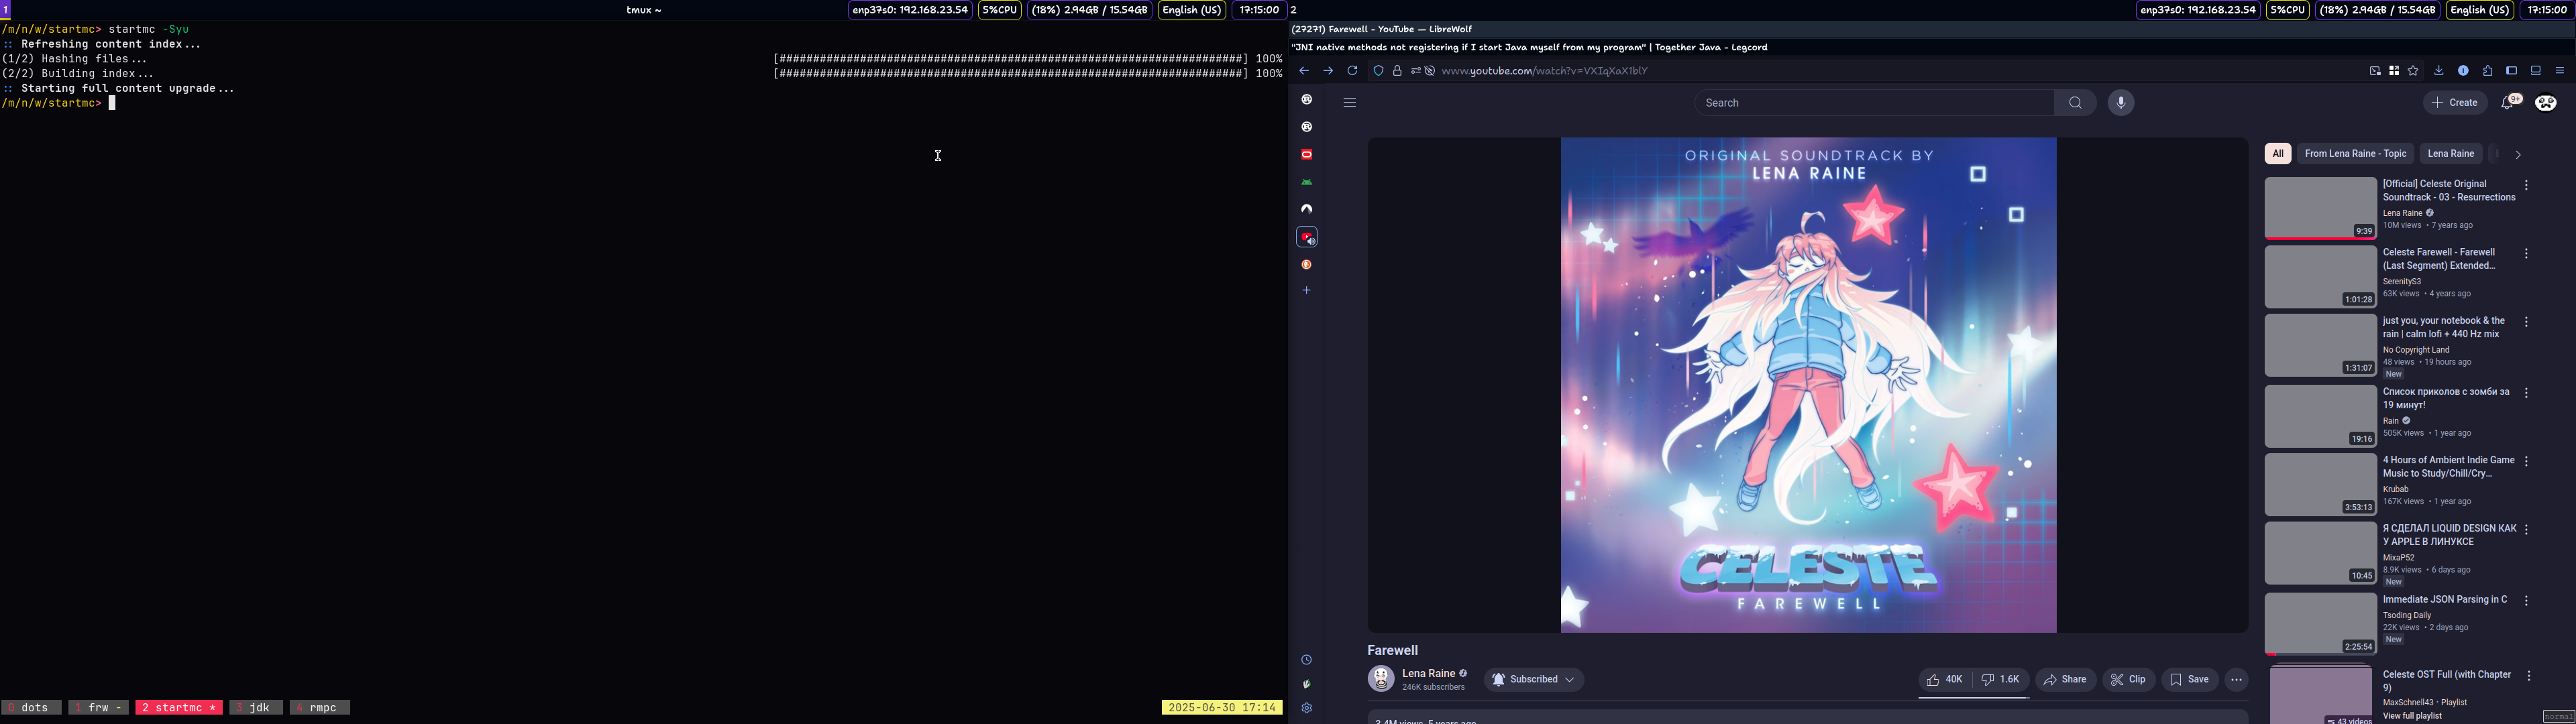 1
tmux ~
enp37s0: 192.168.23.54
5%CPU
(18%) 2.94GB / 15.54GB
English (US)
17:15:00
/m/n/w/startmc> startmc -Syu
:: Refreshing content index...
(1/2) Hashing files... [######################################################################] 100%
(2/2) Building index... [######################################################################] 100%
:: Starting full content upgrade...
/m/n/w/startmc>
0 dots 1 frw - 2 startmc * 3 jdk 4 rmpc
2025-06-30 17:14
2
enp37s0: 192.168.23.54
5%CPU
(18%) 2.94GB / 15.54GB
English (US)
17:15:00
(27271) Farewell - YouTube — LibreWolf
"JNI native methods not registering if I start Java myself from my program" | Together Java - Legcord
www.youtube.com/watch?v=VXIqXaX1blY
Search
Create
9+
ORIGINAL SOUNDTRACK BY
LENA RAINE
CELESTE
FAREWELL
Farewell
Lena Raine
246K subscribers
Subscribed
40K
1.6K
Share
Clip
Save
3.4M views 5 years ago
All
From Lena Raine - Topic
Lena Raine
[Official] Celeste Original
Soundtrack - 03 - Resurrections
Lena Raine
10M views • 7 years ago
9:39
Celeste Farewell - Farewell
(Last Segment) Extended...
SerenityS3
63K views • 4 years ago
1:01:28
just you, your notebook & the
rain | calm lofi + 440 Hz mix
No Copyright Land
48 views • 19 hours ago
New
1:31:07
Список приколов с зомби за
19 минут!
Rain
505K views • 1 year ago
19:16
4 Hours of Ambient Indie Game
Music to Study/Chill/Cry...
Krubab
167K views • 1 year ago
3:53:13
Я СДЕЛАЛ LIQUID DESIGN КАК
У APPLE В ЛИНУКСЕ
MixaP52
8.9K views • 6 days ago
New
10:45
Immediate JSON Parsing in C
Tsoding Daily
22K views • 2 days ago
New
2:25:54
Celeste OST Full (with Chapter
9)
MaxSchnell43 • Playlist
View full playlist
43 videos
normal